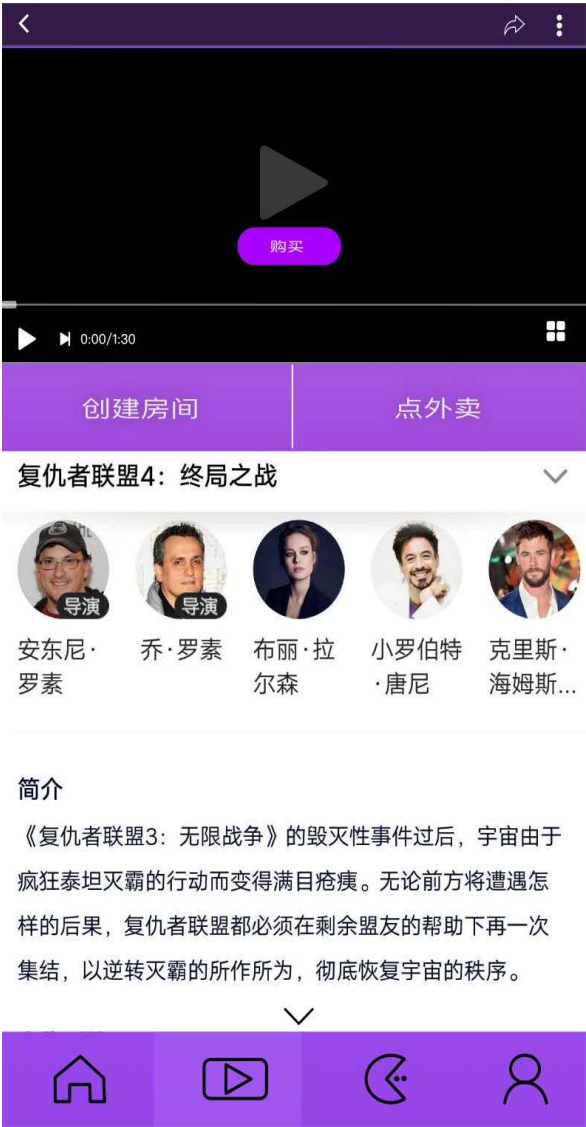 购买
0:00/1:30
创建房间
点外卖
复仇者联盟4：终局之战
导演
导演
安东尼·
罗素
乔·罗素
布丽·拉
尔森
小罗伯特
·唐尼
克里斯·
海姆斯...
简介
《复仇者联盟3：无限战争》的毁灭性事件过后，宇宙由于
疯狂泰坦灭霸的行动而变得满目疮痍。无论前方将遭遇怎
样的后果，复仇者联盟都必须在剩余盟友的帮助下再一次
集结，以逆转灭霸的所作所为，彻底恢复宇宙的秩序。